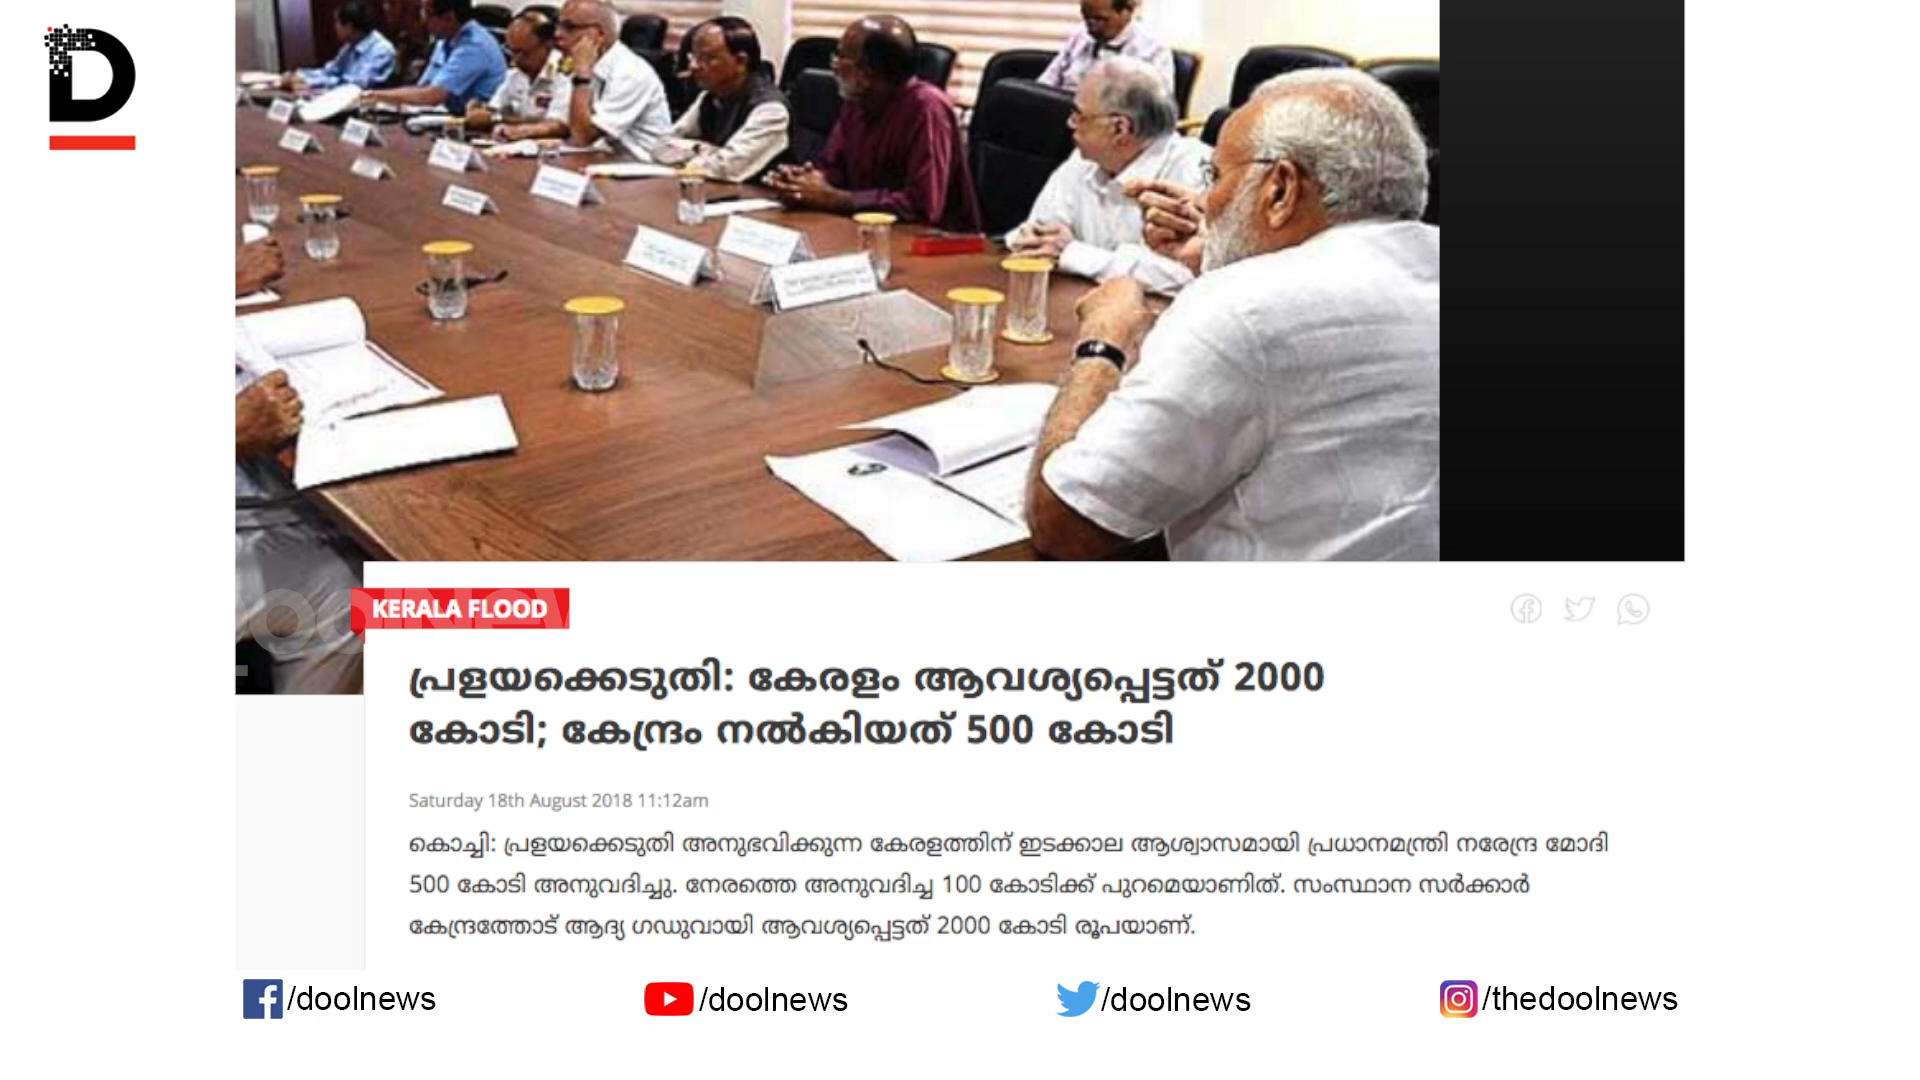 D
DoolNews
KERALA FLOOD
പ്രളയക്കെടുതി: കേരളം ആവശ്യപ്പെട്ടത് 2000
കോടി; കേന്ദ്രം നൽകിയത് 500 കോടി
Saturday 18th August 2018 11:12am
കൊച്ചി: പ്രളയക്കെടുതി അനുഭവിക്കുന്ന കേരളത്തിന് ഇടക്കാല ആശ്വാസമായി പ്രധാനമന്ത്രി നരേന്ദ്ര മോദി
500 കോടി അനുവദിച്ചു. നേരത്തെ അനുവദിച്ച 100 കോടിക്ക് പുറമെയാണിത്. സംസ്ഥാന സർക്കാർ
കേന്ദ്രത്തോട് ആദ്യ ഗഡുവായി ആവശ്യപ്പെട്ടത് 2000 കോടി രൂപയാണ്.
/doolnews /doolnews /doolnews /thedoolnews